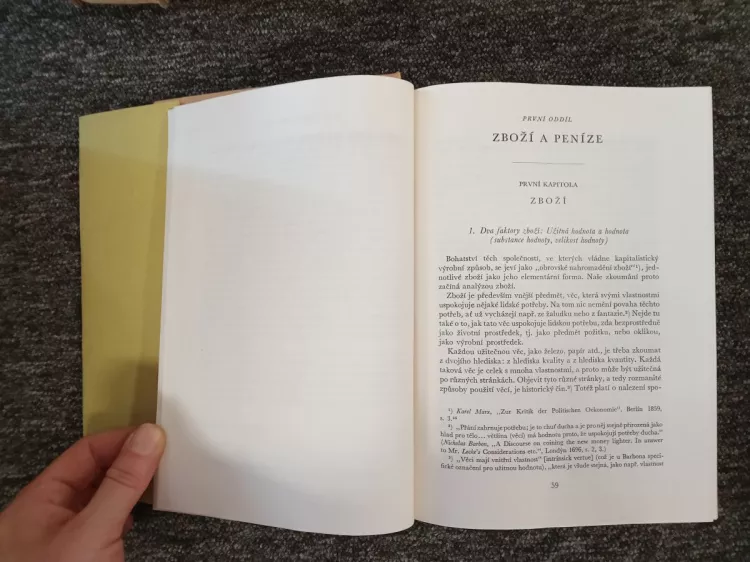 PRVNÍ ODDÍL
ZBOŽÍ A PENÍZE
PRVNÍ KAPITOLA
ZBOŽÍ
1. Dva faktory zboží: Užitná hodnota a hodnota
(substance hodnoty, velikost hodnoty)
Bohatství těch společností, ve kterých vládne kapitalistický
výrobní způsob, se jeví jako „obrovské nahromadění zboží“¹), jed-
notlivé zboží jako jeho elementární forma. Naše zkoumání proto
začíná analýzou zboží.
Zboží je především vnější předmět, věc, která svými vlastnostmi
uspokojuje nějaké lidské potřeby. Na tom nic nemění povaha těchto
potřeb, ať už vycházejí např. ze žaludku nebo z fantazie.²) Nejde tu
také o to, jak tato věc uspokojuje lidskou potřebu, zda bezprostředně
jako životní prostředek, tj. jako předmět požitku, nebo oklikou,
jako výrobní prostředek.
Každou užitečnou věc, jako železo, papír atd., je třeba zkoumat
z dvojího hlediska: z hlediska kvality a z hlediska kvantity. Každá
taková věc je celek s mnoha vlastnostmi, a proto může být užitečná
po různých stránkách. Objevit tyto různé stránky, a tedy rozmanité
způsoby použití věcí, je historický čin.³) Totéž platí o nalezení spo-
¹) Karel Marx, „Zur Kritik der Politischen Oekonomie“, Berlin 1859,
s. 3.
²) „Přání zahrnuje potřebu; je to chuť ducha a je pro něj stejně přirozená jako
hlad pro tělo... většina (věcí) má hodnotu proto, že uspokojují potřeby ducha.“
(Nicholas Barbon, „A Discourse on coining the new money lighter. In answer
to Mr. Locke's Considerations etc.“, Londýn 1696, s. 2, 3.)
³) „Věci mají vnitřní vlastnost“ [intrinsick vertue] (což je u Barbona speci-
fické označení pro užitnou hodnotu), „která je všude stejná, jako např. vlastnost
59